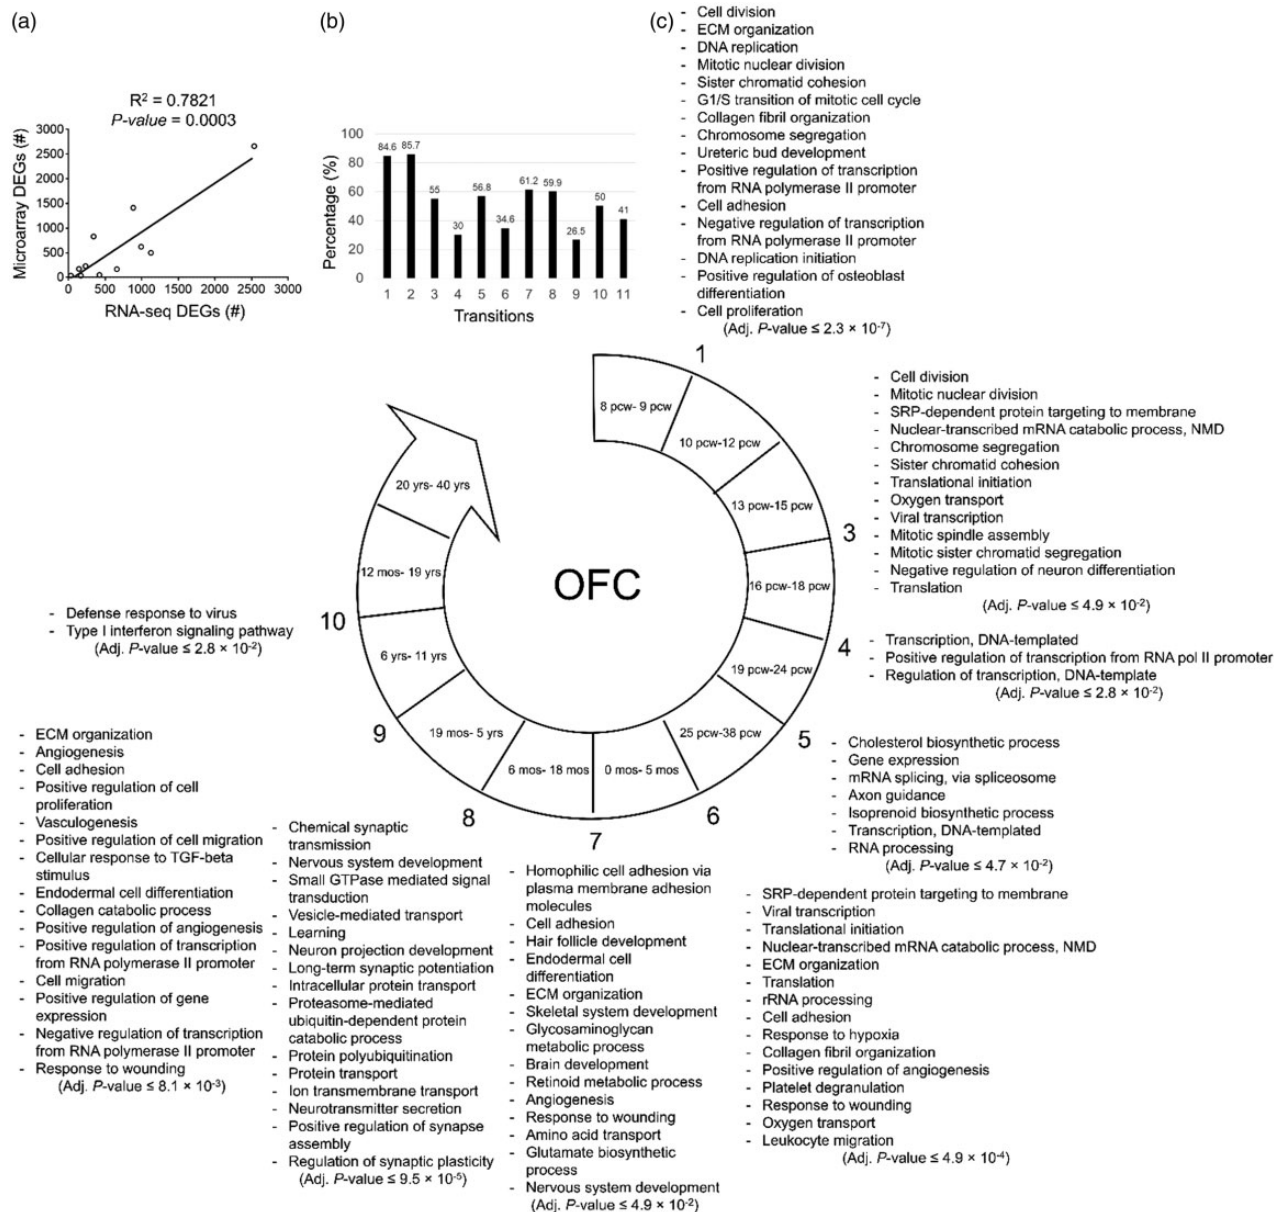 (a)
R² = 0.7821
P-value = 0.0003
Microarray DEGs (#)
3000
2500
2000
1500
1000
500
0
0 500 1000 1500 2000 2500 3000
RNA-seq DEGs (#)
(b)
Percentage (%)
100
80
60
40
20
0
84.6 85.7 55 30 56.8 34.6 61.2 59.9 26.5 50 41
1 2 3 4 5 6 7 8 9 10 11
Transitions
(c)
- Cell division
- ECM organization
- DNA replication
- Mitotic nuclear division
- Sister chromatid cohesion
- G1/S transition of mitotic cell cycle
- Collagen fibril organization
- Chromosome segregation
- Ureteric bud development
- Positive regulation of transcription
from RNA polymerase II promoter
- Cell adhesion
- Negative regulation of transcription
from RNA polymerase II promoter
- DNA replication initiation
- Positive regulation of osteoblast
differentiation
- Cell proliferation
(Adj. P-value ≤ 2.3 × 10⁻⁷)
1
8 pcw- 9 pcw
10 pcw-12 pcw
13 pcw-15 pcw
3
16 pcw-18 pcw
4
19 pcw-24 pcw
5
25 pcw-38 pcw
6
0 mos- 5 mos
7
6 mos- 18 mos
8
19 mos- 5 yrs
9
6 yrs- 11 yrs
10
12 mos- 19 yrs
20 yrs- 40 yrs
OFC
- Cell division
- Mitotic nuclear division
- SRP-dependent protein targeting to membrane
- Nuclear-transcribed mRNA catabolic process, NMD
- Chromosome segregation
- Sister chromatid cohesion
- Translational initiation
- Oxygen transport
- Viral transcription
- Mitotic spindle assembly
- Mitotic sister chromatid segregation
- Negative regulation of neuron differentiation
- Translation
(Adj. P-value ≤ 4.9 × 10⁻²)
- Transcription, DNA-templated
- Positive regulation of transcription from RNA pol II promoter
- Regulation of transcription, DNA-template
(Adj. P-value ≤ 2.8 × 10⁻²)
- Cholesterol biosynthetic process
- Gene expression
- mRNA splicing, via spliceosome
- Axon guidance
- Isoprenoid biosynthetic process
- Transcription, DNA-templated
- RNA processing
(Adj. P-value ≤ 4.7 × 10⁻²)
- SRP-dependent protein targeting to membrane
- Viral transcription
- Translational initiation
- Nuclear-transcribed mRNA catabolic process, NMD
- ECM organization
- Translation
- rRNA processing
- Cell adhesion
- Response to hypoxia
- Collagen fibril organization
- Positive regulation of angiogenesis
- Platelet degranulation
- Response to wounding
- Oxygen transport
- Leukocyte migration
(Adj. P-value ≤ 4.9 × 10⁻⁴)
- Homophilic cell adhesion via
plasma membrane adhesion
molecules
- Cell adhesion
- Hair follicle development
- Endodermal cell
differentiation
- ECM organization
- Skeletal system development
- Glycosaminoglycan
metabolic process
- Brain development
- Retinoid metabolic process
- Angiogenesis
- Response to wounding
- Amino acid transport
- Glutamate biosynthetic
process
- Nervous system development
(Adj. P-value ≤ 4.9 × 10⁻²)
- Chemical synaptic
transmission
- Nervous system development
- Small GTPase mediated signal
transduction
- Vesicle-mediated transport
- Learning
- Neuron projection development
- Long-term synaptic potentiation
- Intracellular protein transport
- Proteasome-mediated
ubiquitin-dependent protein
catabolic process
- Protein polyubiquitination
- Protein transport
- Ion transmembrane transport
- Neurotransmitter secretion
- Positive regulation of synapse
assembly
- Regulation of synaptic plasticity
(Adj. P-value ≤ 9.5 × 10⁻⁵)
- ECM organization
- Angiogenesis
- Cell adhesion
- Positive regulation of cell
proliferation
- Vasculogenesis
- Positive regulation of cell migration
- Cellular response to TGF-beta
stimulus
- Endodermal cell differentiation
- Collagen catabolic process
- Positive regulation of angiogenesis
- Positive regulation of transcription
from RNA polymerase II promoter
- Cell migration
- Positive regulation of gene
expression
- Negative regulation of transcription
from RNA polymerase II promoter
- Response to wounding
(Adj. P-value ≤ 8.1 × 10⁻³)
- Defense response to virus
- Type I interferon signaling pathway
(Adj. P-value ≤ 2.8 × 10⁻²)